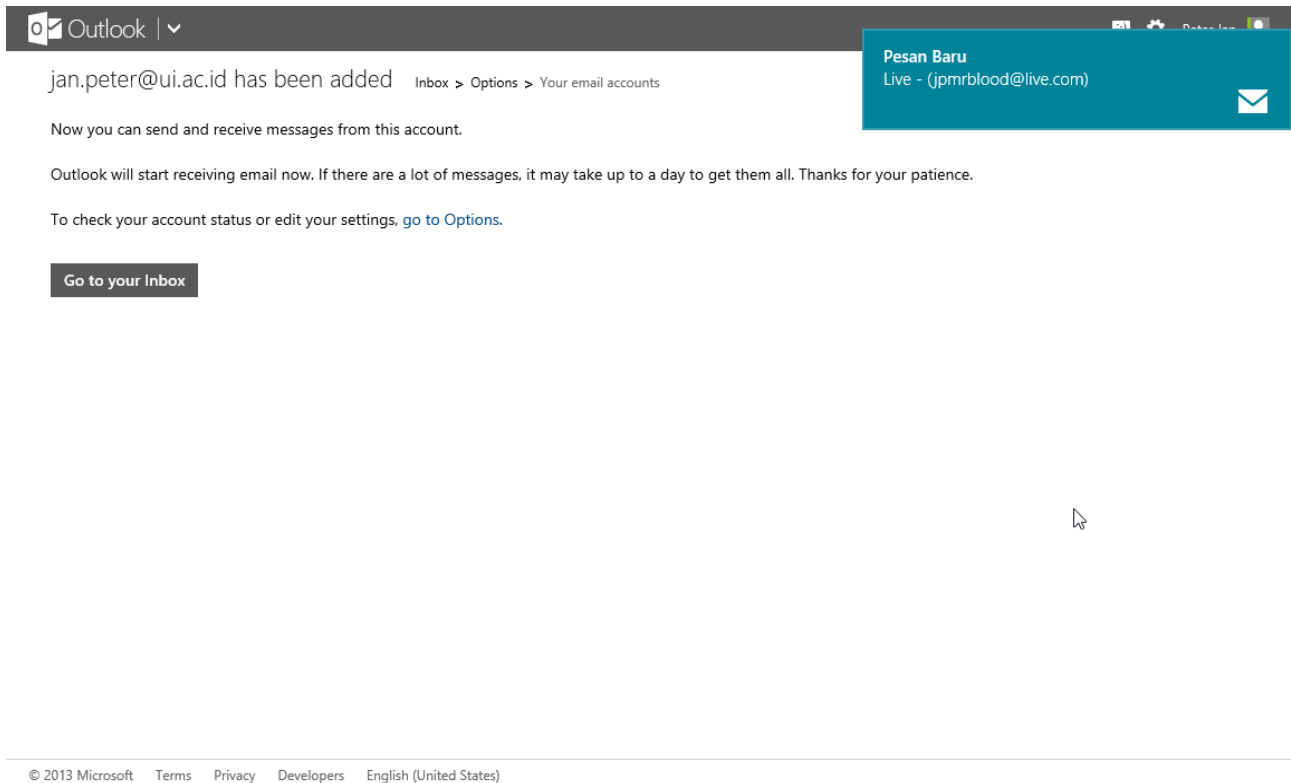 Outlook
Pesan Baru
Live - (jpmrblood@live.com)
jan.peter@ui.ac.id has been added
Inbox > Options > Your email accounts
Now you can send and receive messages from this account.
Outlook will start receiving email now. If there are a lot of messages, it may take up to a day to get them all. Thanks for your patience.
To check your account status or edit your settings, go to Options.
Go to your Inbox
© 2013 Microsoft Terms Privacy Developers English (United States)